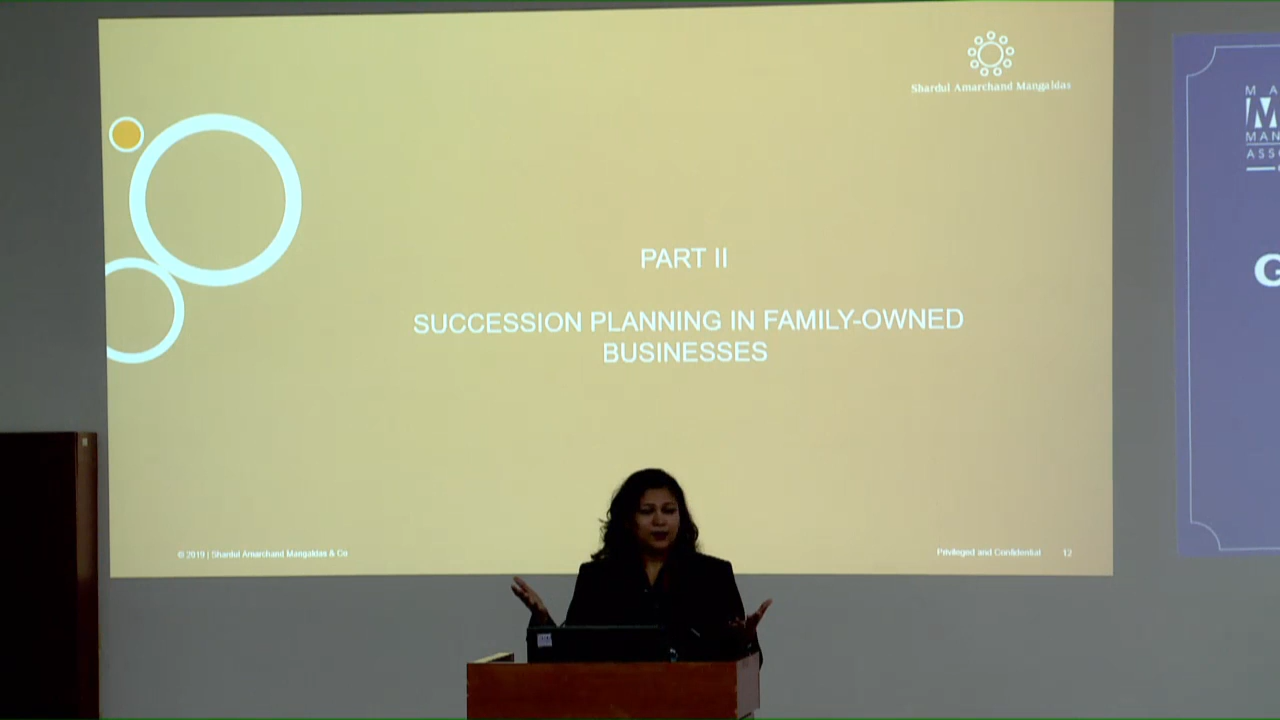 Shardul Amarchand Mangaldas
PART II
SUCCESSION PLANNING IN FAMILY-OWNED
BUSINESSES
© 2019 | Shardul Amarchand Mangaldas & Co
Privileged and Confidential 12